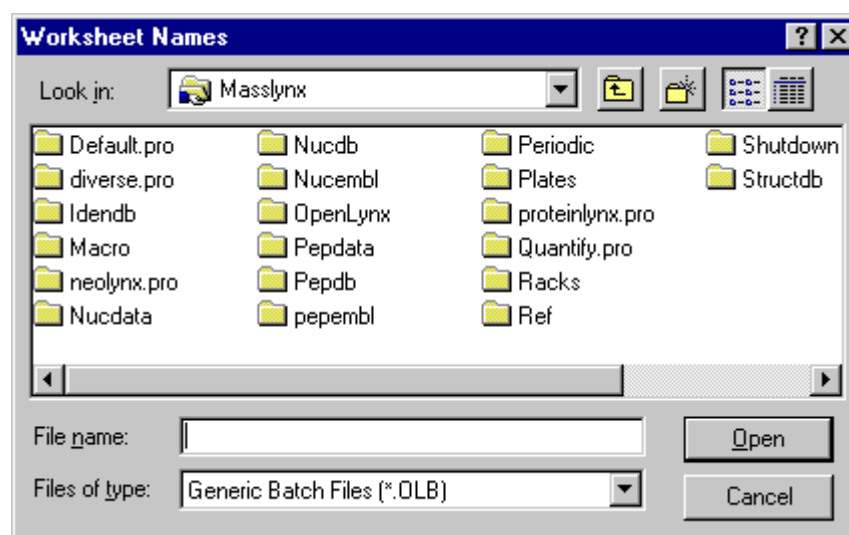 Worksheet Names
Look in: Masslynx
Default.pro Nucdb Periodic Shutdown
diverse.pro Nucembl Plates Structdb
Idendb OpenLynx proteinlynx.pro
Macro Pepdata Quantify.pro
neolynx.pro Pepdb Racks
Nucdata pepembl Ref
File name: Open
Files of type: Generic Batch Files (*.OLB) Cancel